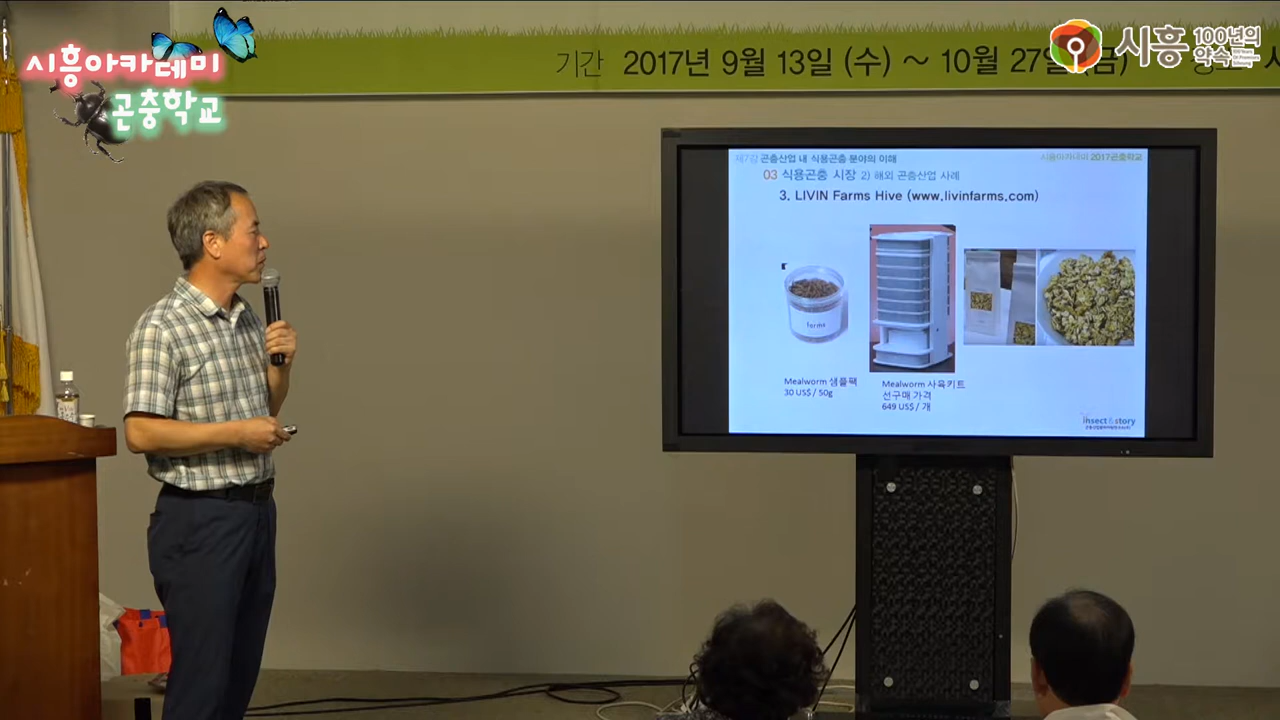 시흥아카데미
곤충학교
기간 2017년 9월 13일 (수) ~ 10월 27일 (금)
시흥
100년의
약속
제7강 곤충산업 내 식용곤충 분야의 이해
시흥아카데미 2017곤충학교
03 식용곤충 시장 2) 해외 곤충산업 사례
3. LIVIN Farms Hive (www.livinfarms.com)
farms
Mealworm 샘플팩
30 US$ / 50g
Mealworm 사육키트
선구매 가격
649 US$ / 개
insect & story